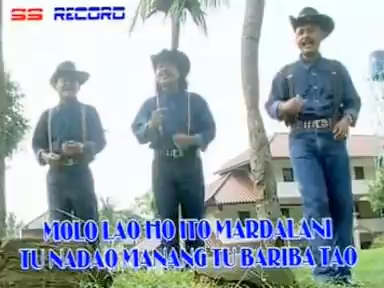 SS RECORD
MOLO LAO HO ITO MARDALANI
TU NADAO MANANG TU BARIBA TAO